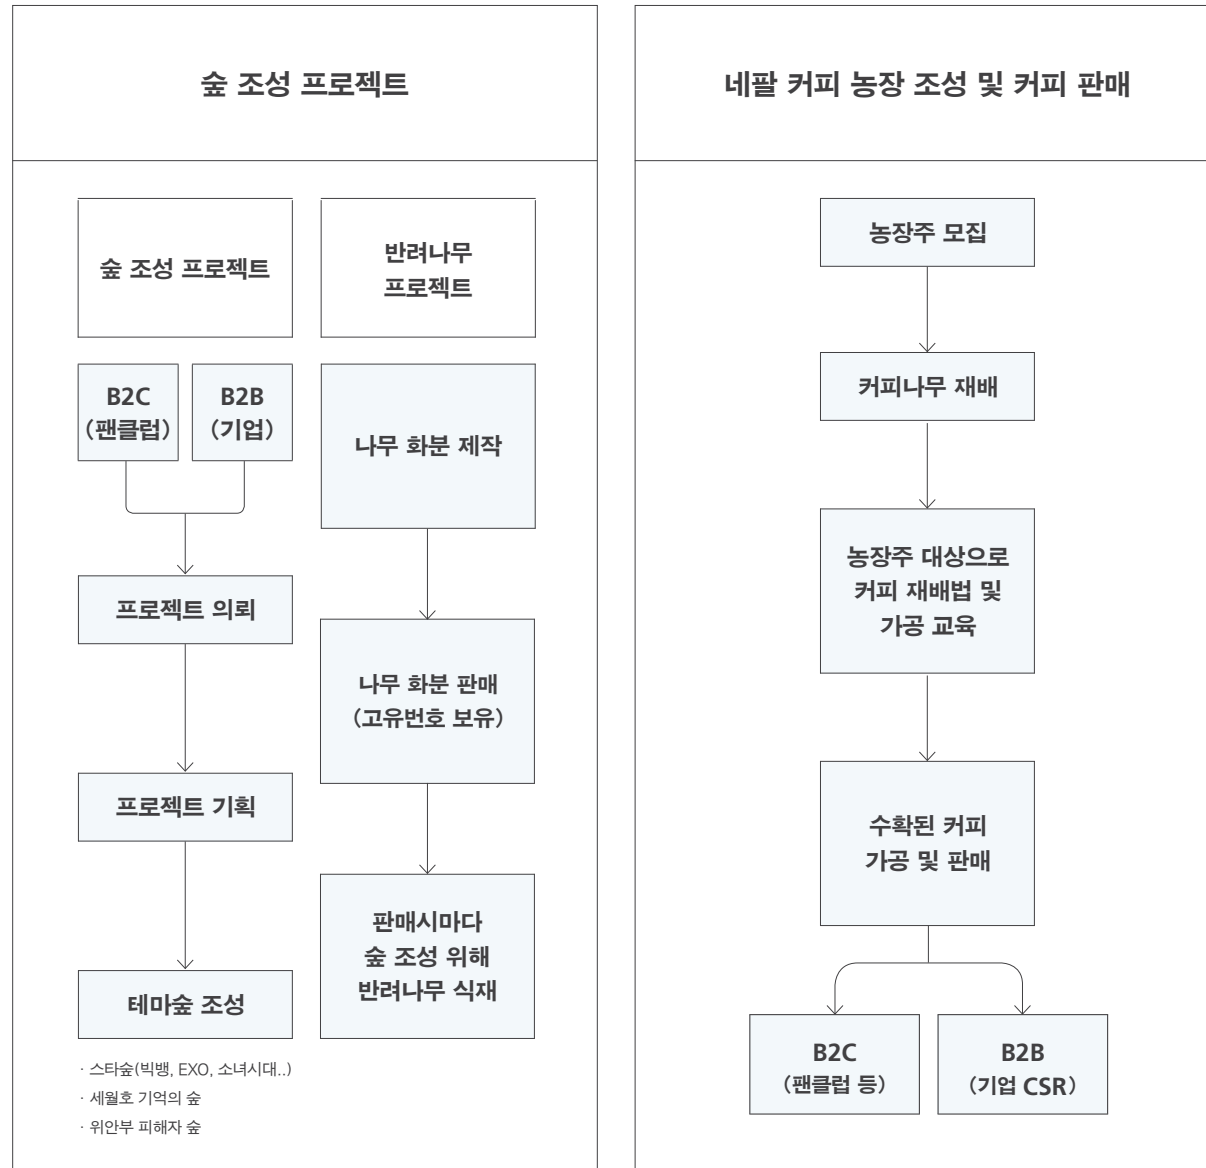 숲 조성 프로젝트
숲 조성 프로젝트
B2C
(팬클럽)
B2B
(기업)
프로젝트 의뢰
프로젝트 기획
테마숲 조성
· 스타숲(빅뱅, EXO, 소녀시대..)
· 세월호 기억의 숲
· 위안부 피해자 숲
반려나무
프로젝트
나무 화분 제작
나무 화분 판매
(고유번호 보유)
판매시마다
숲 조성 위해
반려나무 식재
네팔 커피 농장 조성 및 커피 판매
농장주 모집
커피나무 재배
농장주 대상으로
커피 재배법 및
가공 교육
수확된 커피
가공 및 판매
B2C
(팬클럽 등)
B2B
(기업 CSR)